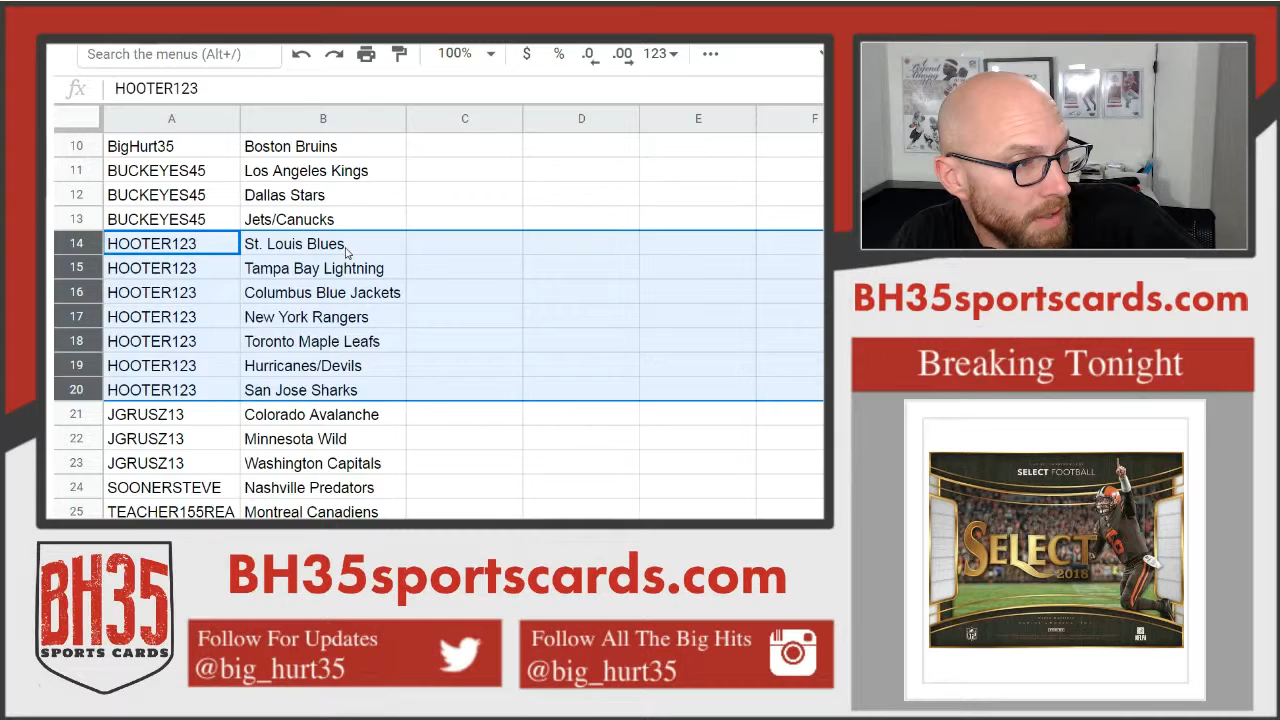 Search the menus (Alt+/)
100%
$ % .0 .00 123
fx HOOTER123
A B C D E F
10 BigHurt35 Boston Bruins
11 BUCKEYES45 Los Angeles Kings
12 BUCKEYES45 Dallas Stars
13 BUCKEYES45 Jets/Canucks
14 HOOTER123 St. Louis Blues
15 HOOTER123 Tampa Bay Lightning
16 HOOTER123 Columbus Blue Jackets
17 HOOTER123 New York Rangers
18 HOOTER123 Toronto Maple Leafs
19 HOOTER123 Hurricanes/Devils
20 HOOTER123 San Jose Sharks
21 JGRUSZ13 Colorado Avalanche
22 JGRUSZ13 Minnesota Wild
23 JGRUSZ13 Washington Capitals
24 SOONERSTEVE Nashville Predators
25 TEACHER155REA Montreal Canadiens
BH35sportscards.com
Breaking Tonight
SELECT FOOTBALL
SELECT
2018
BH35
SPORTS CARDS
BH35sportscards.com
Follow For Updates
@big_hurt35
Follow All The Big Hits
@big_hurt35